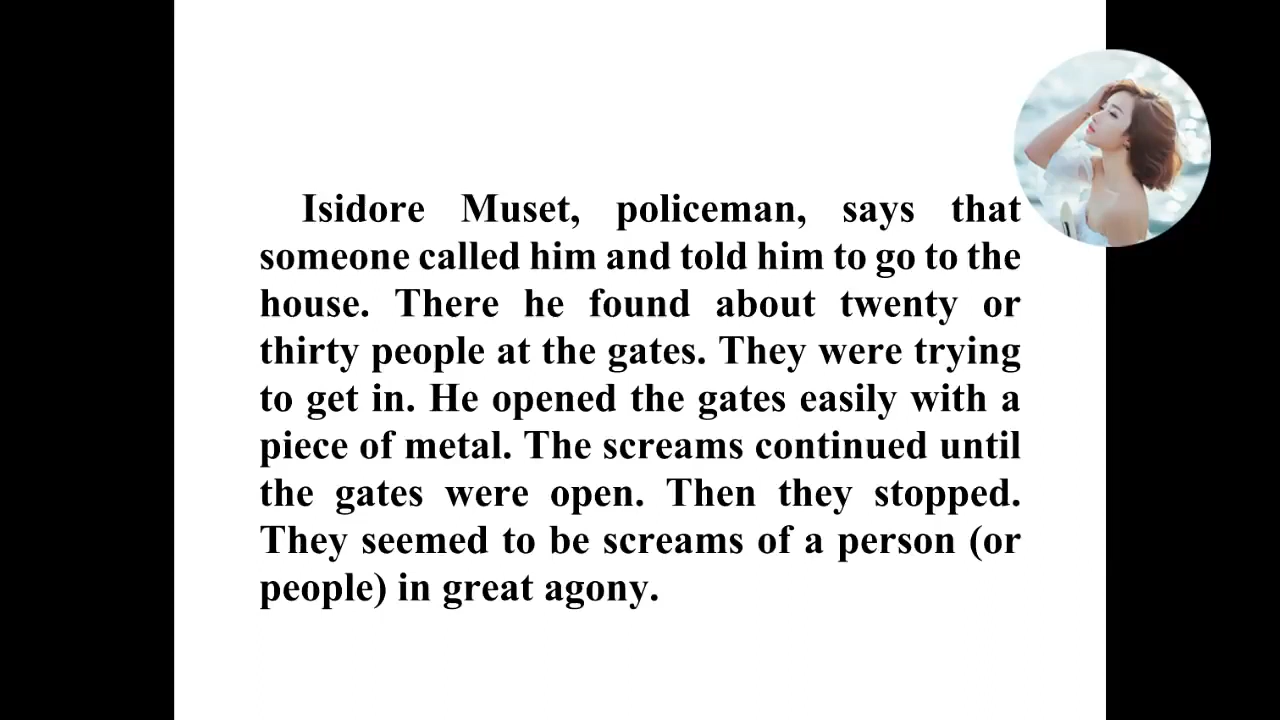 Isidore Muset, policeman, says that
someone called him and told him to go to the
house. There he found about twenty or
thirty people at the gates. They were trying
to get in. He opened the gates easily with a
piece of metal. The screams continued until
the gates were open. Then they stopped.
They seemed to be screams of a person (or
people) in great agony.